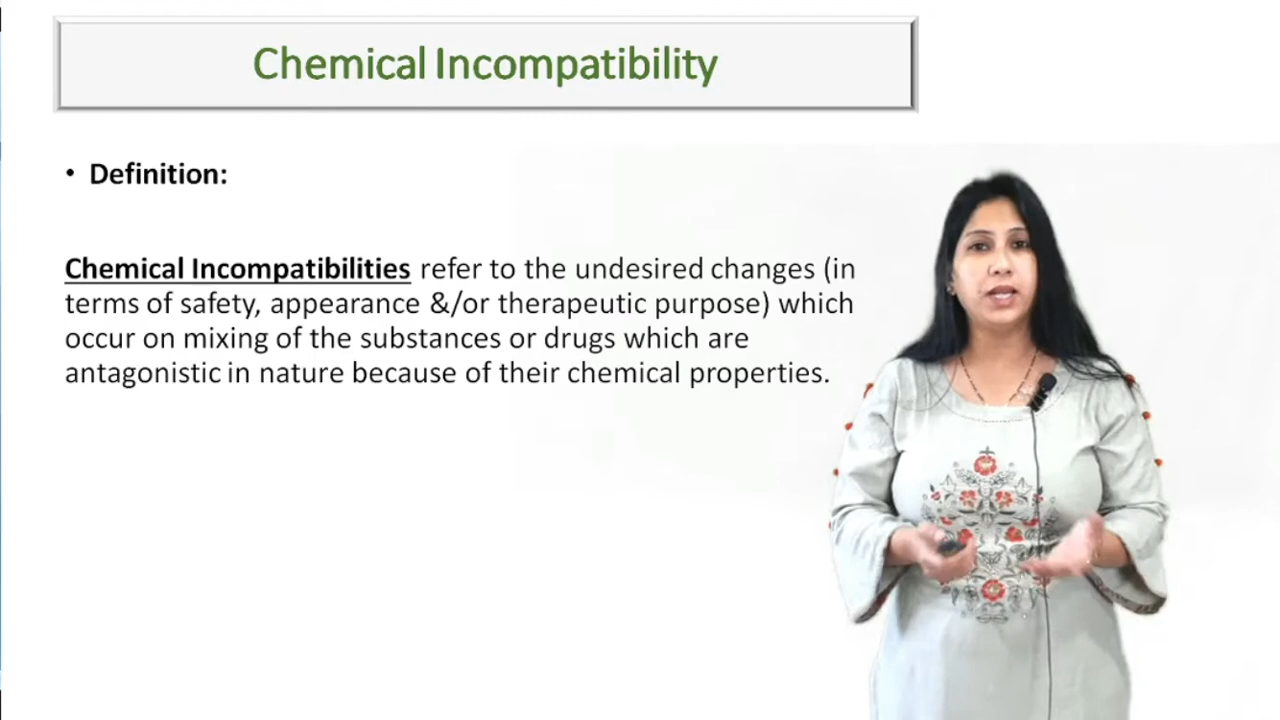 Chemical Incompatibility
• Definition:
Chemical Incompatibilities refer to the undesired changes (in
terms of safety, appearance &/or therapeutic purpose) which
occur on mixing of the substances or drugs which are
antagonistic in nature because of their chemical properties.